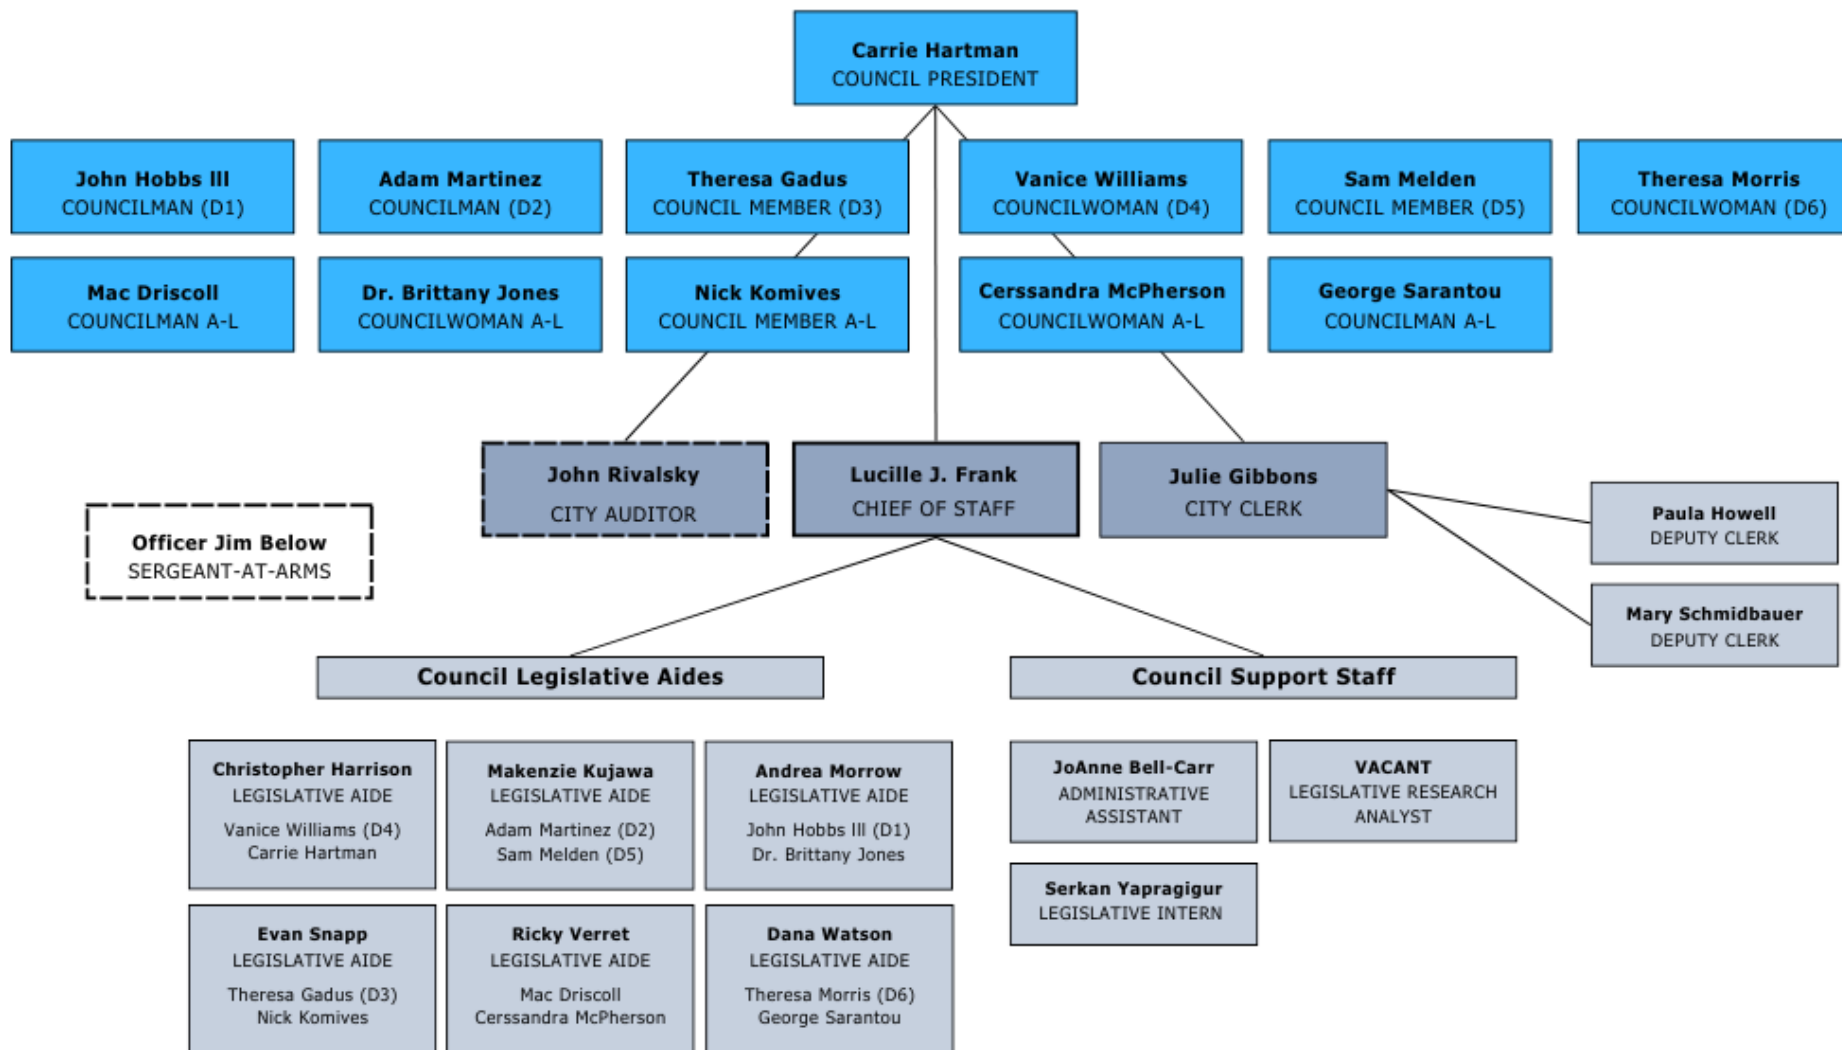 Carrie Hartman
COUNCIL PRESIDENT
John Hobbs III
COUNCILMAN (D1)
Adam Martinez
COUNCILMAN (D2)
Theresa Gadus
COUNCIL MEMBER (D3)
Vanice Williams
COUNCILWOMAN (D4)
Sam Melden
COUNCIL MEMBER (D5)
Theresa Morris
COUNCILWOMAN (D6)
Mac Driscoll
COUNCILMAN A-L
Dr. Brittany Jones
COUNCILWOMAN A-L
Nick Komives
COUNCIL MEMBER A-L
Cerssandra McPherson
COUNCILWOMAN A-L
George Sarantou
COUNCILMAN A-L
John Rivalsky
CITY AUDITOR
Lucille J. Frank
CHIEF OF STAFF
Julie Gibbons
CITY CLERK
Paula Howell
DEPUTY CLERK
Officer Jim Below
SERGEANT-AT-ARMS
Mary Schmidbauer
DEPUTY CLERK
Council Legislative Aides
Council Support Staff
Christopher Harrison
LEGISLATIVE AIDE
Vanice Williams (D4)
Carrie Hartman
Makenzie Kujawa
LEGISLATIVE AIDE
Adam Martinez (D2)
Sam Melden (D5)
Andrea Morrow
LEGISLATIVE AIDE
John Hobbs III (D1)
Dr. Brittany Jones
JoAnne Bell-Carr
ADMINISTRATIVE
ASSISTANT
VACANT
LEGISLATIVE RESEARCH
ANALYST
Serkan Yapragigur
LEGISLATIVE INTERN
Evan Snapp
LEGISLATIVE AIDE
Theresa Gadus (D3)
Nick Komives
Ricky Verret
LEGISLATIVE AIDE
Mac Driscoll
Cerssandra McPherson
Dana Watson
LEGISLATIVE AIDE
Theresa Morris (D6)
George Sarantou